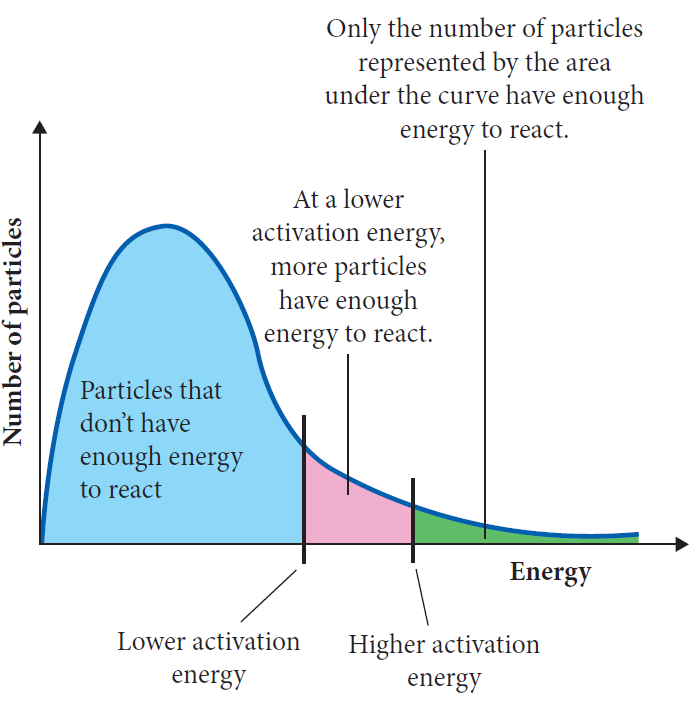 Only the number of particles
represented by the area
under the curve have enough
energy to react.
At a lower
activation energy,
more particles
have enough
energy to react.
Number of particles
Particles that
don’t have
enough energy
to react
Energy
Lower activation
energy
Higher activation
energy